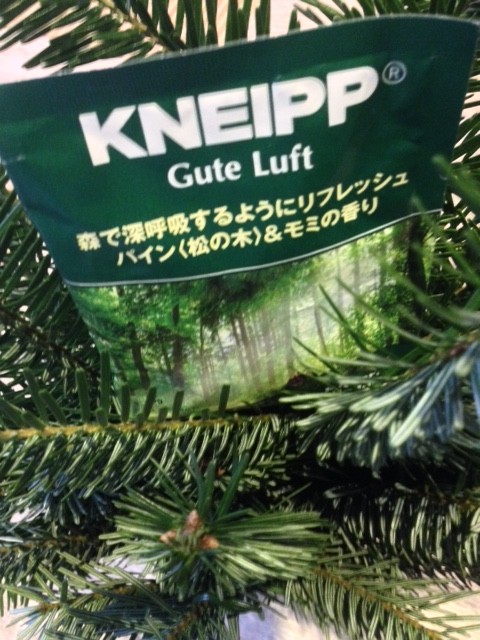 KNEIPP®
Gute Luft
森で深呼吸するようにリフレッシュ
パイン〈松の木〉&モミの香り